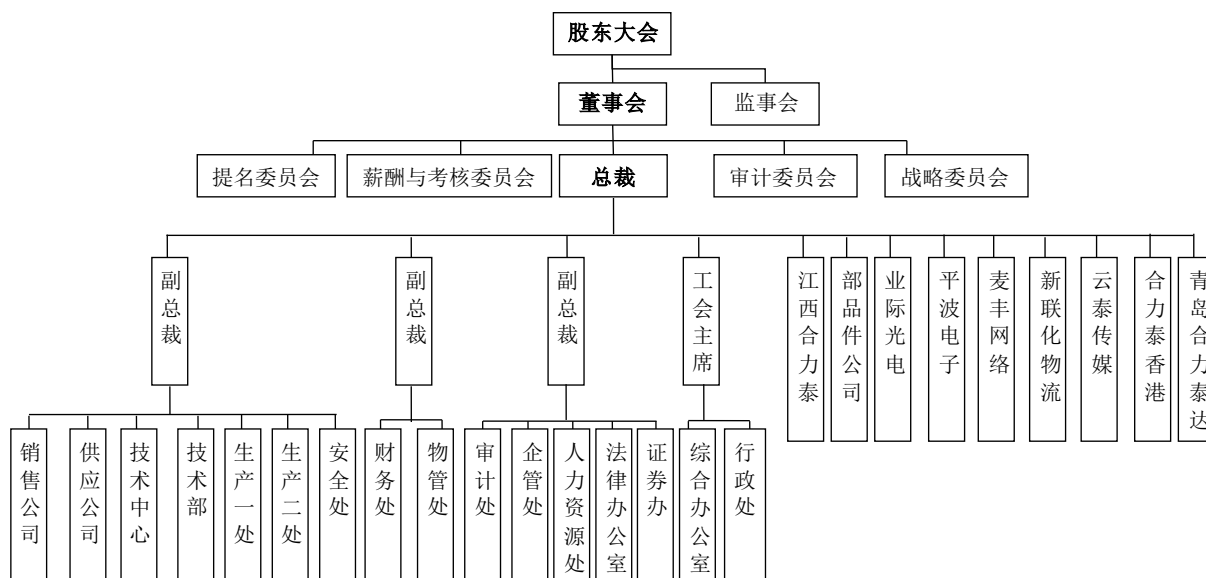 股东大会
董事会
监事会
提名委员会
薪酬与考核委员会
总裁
审计委员会
战略委员会
副总裁
副总裁
副总裁
工会主席
江西合力泰
部品件公司
业际光电
平波电子
麦丰网络
新联化物流
云泰传媒
合力泰香港
青岛合力泰达
销售公司
供应公司
技术中心
技术部
生产一处
生产二处
安全处
财务处
物管处
审计处
企管处
人力资源处
法律办公室
证券办
综合办公室
行政处